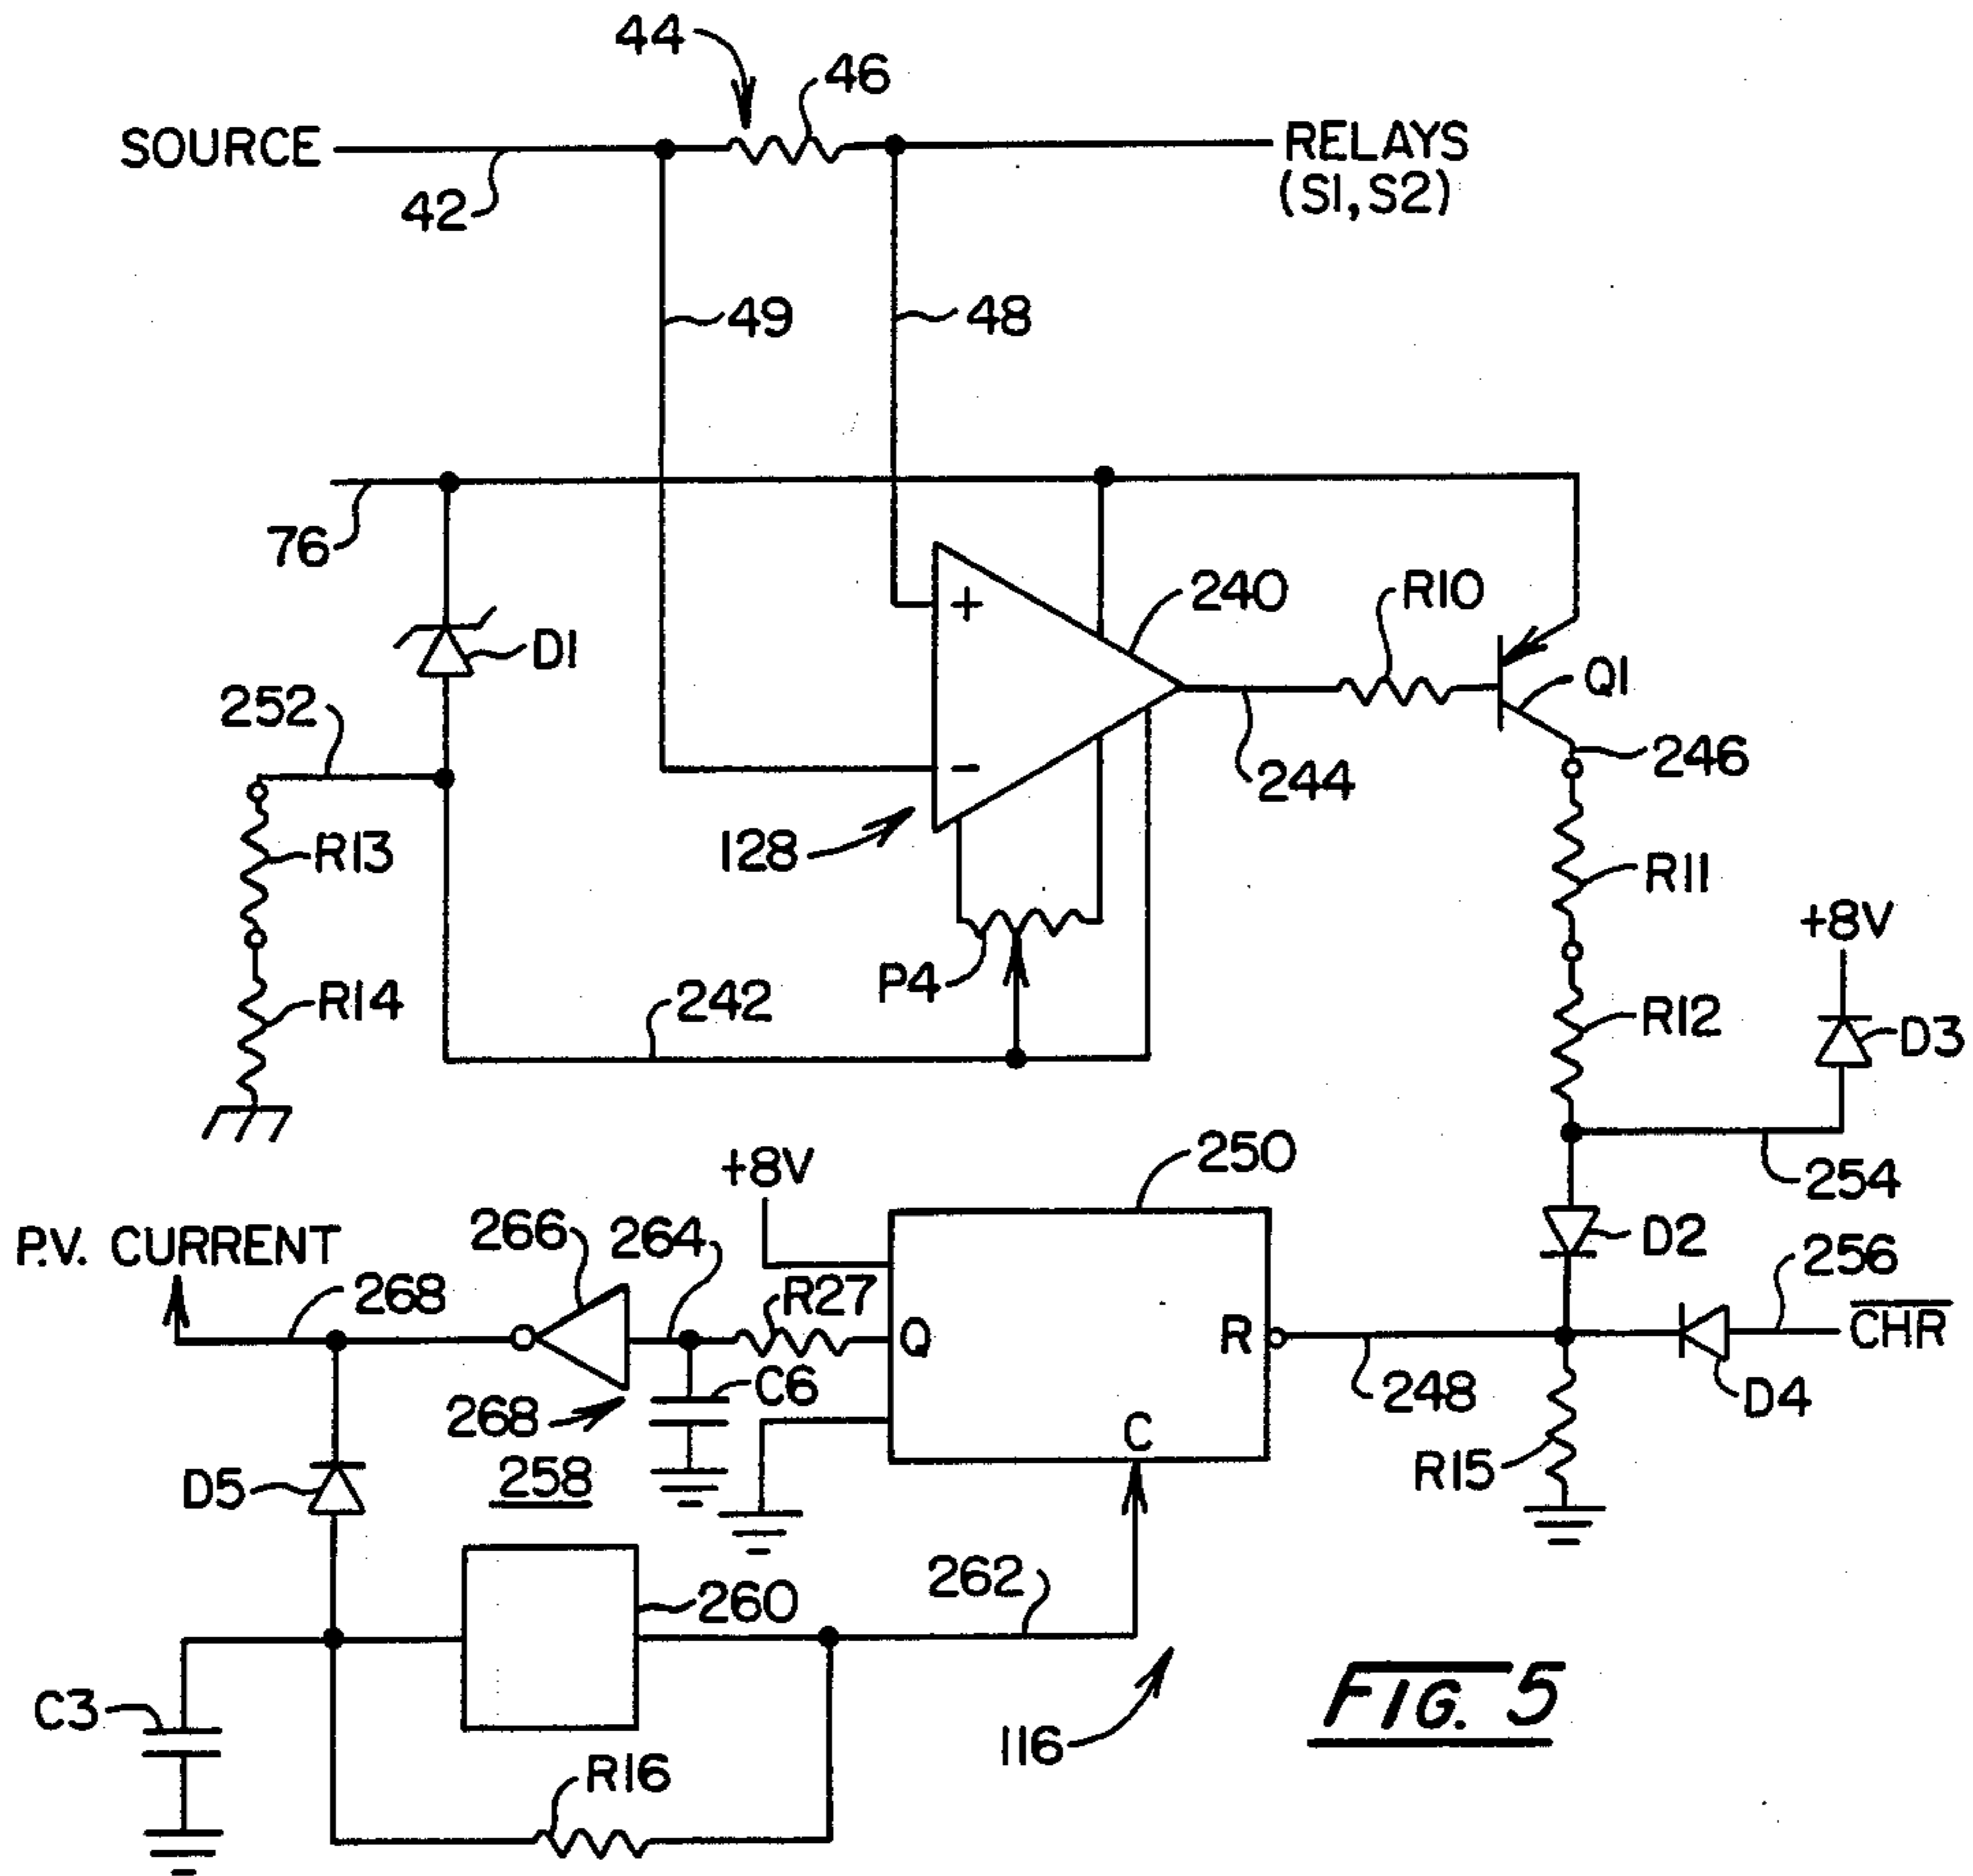 44
46
SOURCE
RELAYS
(S1, S2)
42
49
48
76
+
240
R10
D1
Q1
252
246
244
-
128
R13
R11
+8V
P4
R14
242
R12
D3
250
+8V
254
P.V. CURRENT
266
264
D2
256
268
R27
Q
R
CHR
C6
248
D4
268
C
258
R15
D5
260
262
C3
116
FIG. 5
R16